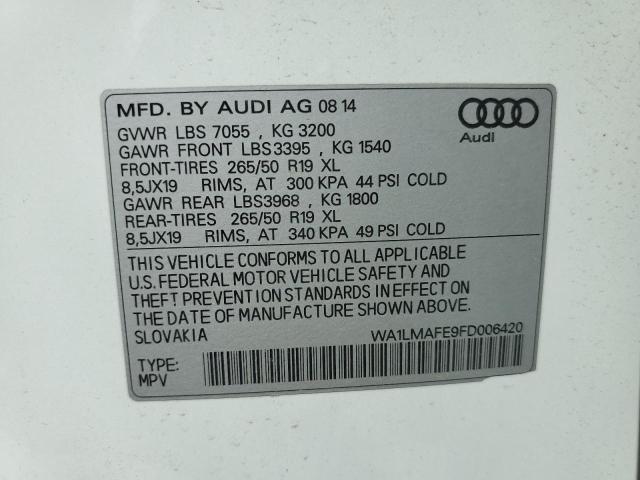 MFD. BY AUDI AG 08 14
GVWR LBS 7055 , KG 3200
GAWR FRONT LBS3395 , KG 1540
FRONT-TIRES 265/50 R19 XL
8,5JX19 RIMS, AT 300 KPA 44 PSI COLD
GAWR REAR LBS3968 , KG 1800
REAR-TIRES 265/50 R19 XL
8,5JX19 RIMS, AT 340 KPA 49 PSI COLD
Audi
THIS VEHICLE CONFORMS TO ALL APPLICABLE
U.S. FEDERAL MOTOR VEHICLE SAFETY AND
THEFT PREVENTION STANDARDS IN EFFECT ON
THE DATE OF MANUFACTURE SHOWN ABOVE.
SLOVAKIA WA1LMAFE9FD006420
TYPE:
MPV